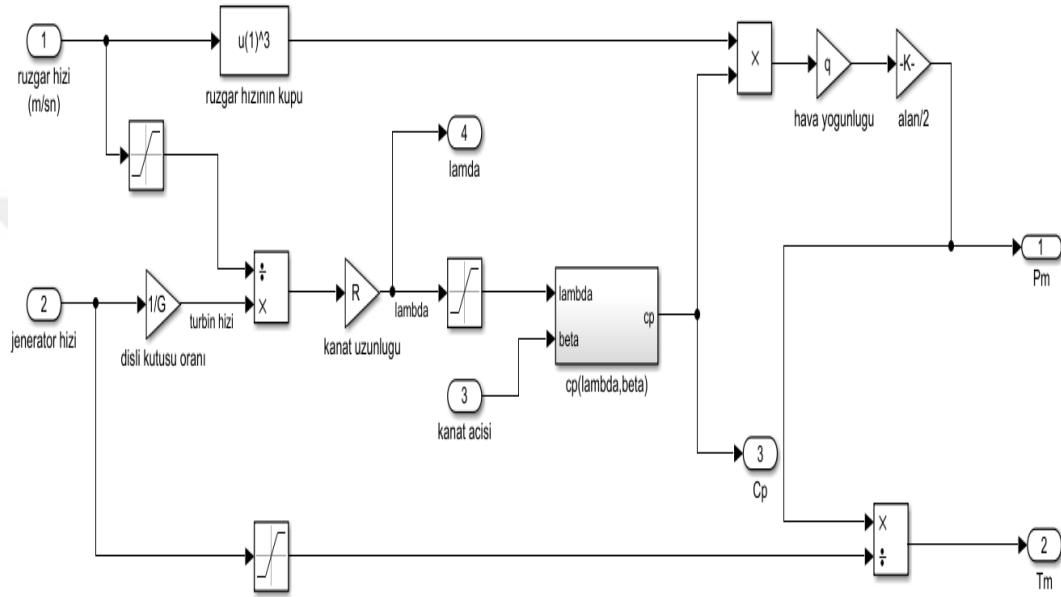 1
ruzgar hizi
(m/sn)
u(1)^3
ruzgar hızının kupu
×
q
hava yogunlugu
-K-
alan/2
4
lamda
1
Pm
2
jenerator hizi
1/G
disli kutusu oranı
turbin hizi
÷
×
R
kanat uzunlugu
lambda
lambda
beta
cp
cp(lambda,beta)
3
kanat acisi
3
Cp
×
÷
2
Tm